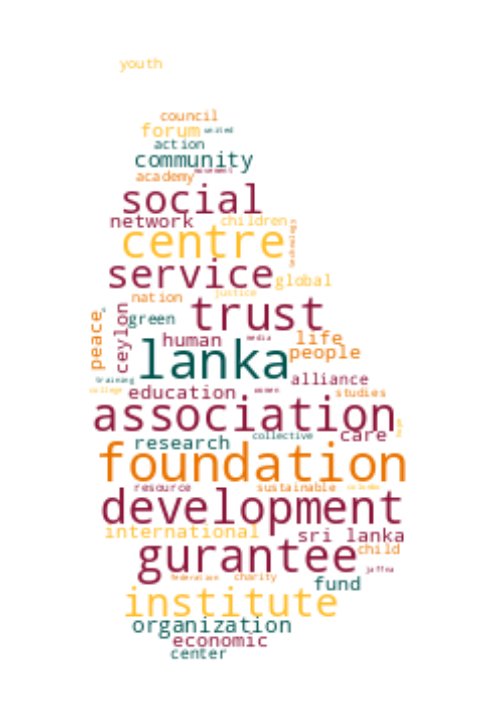 youth
council
forum united
action
community
academy movement
social
network children
centre technology
service global
nation justice
trust
peace ceylon green
human media life
lanka people
training alliance
college education women studies
association
research collective care hope
foundation
resource sustainable colombo
development
international sri lanka
gurantee child
federation charity jaffna
fund
institute
organization
economic
center